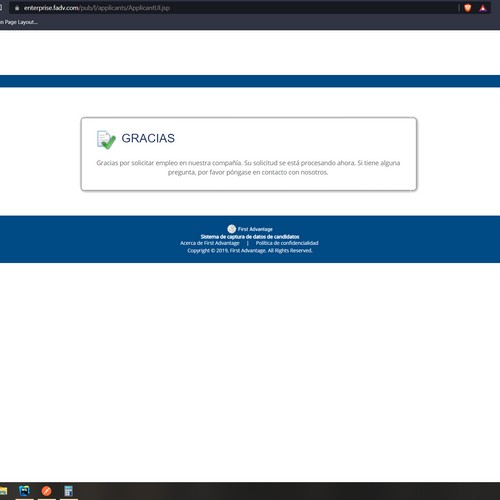 enterprise.fadv.com/pub/l/applicants/ApplicantUI.jsp
n Page Layout...
GRACIAS
Gracias por solicitar empleo en nuestra compañía. Su solicitud se está procesando ahora. Si tiene alguna
pregunta, por favor póngase en contacto con nosotros.
First Advantage
Sistema de captura de datos de candidatos
Acerca de First Advantage | Política de confidencialidad
Copyright © 2019, First Advantage. All Rights Reserved.